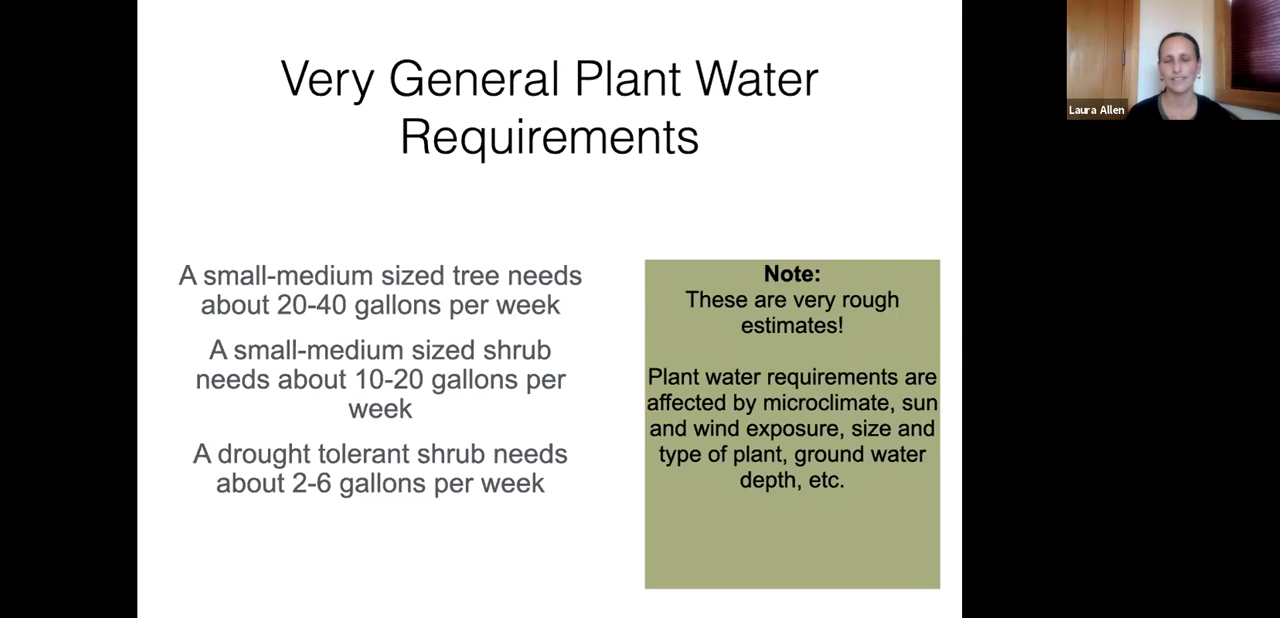 Very General Plant Water
Requirements
A small-medium sized tree needs
about 20-40 gallons per week
A small-medium sized shrub
needs about 10-20 gallons per
week
A drought tolerant shrub needs
about 2-6 gallons per week
Note:
These are very rough
estimates!
Plant water requirements are
affected by microclimate, sun
and wind exposure, size and
type of plant, ground water
depth, etc.
Laura Allen